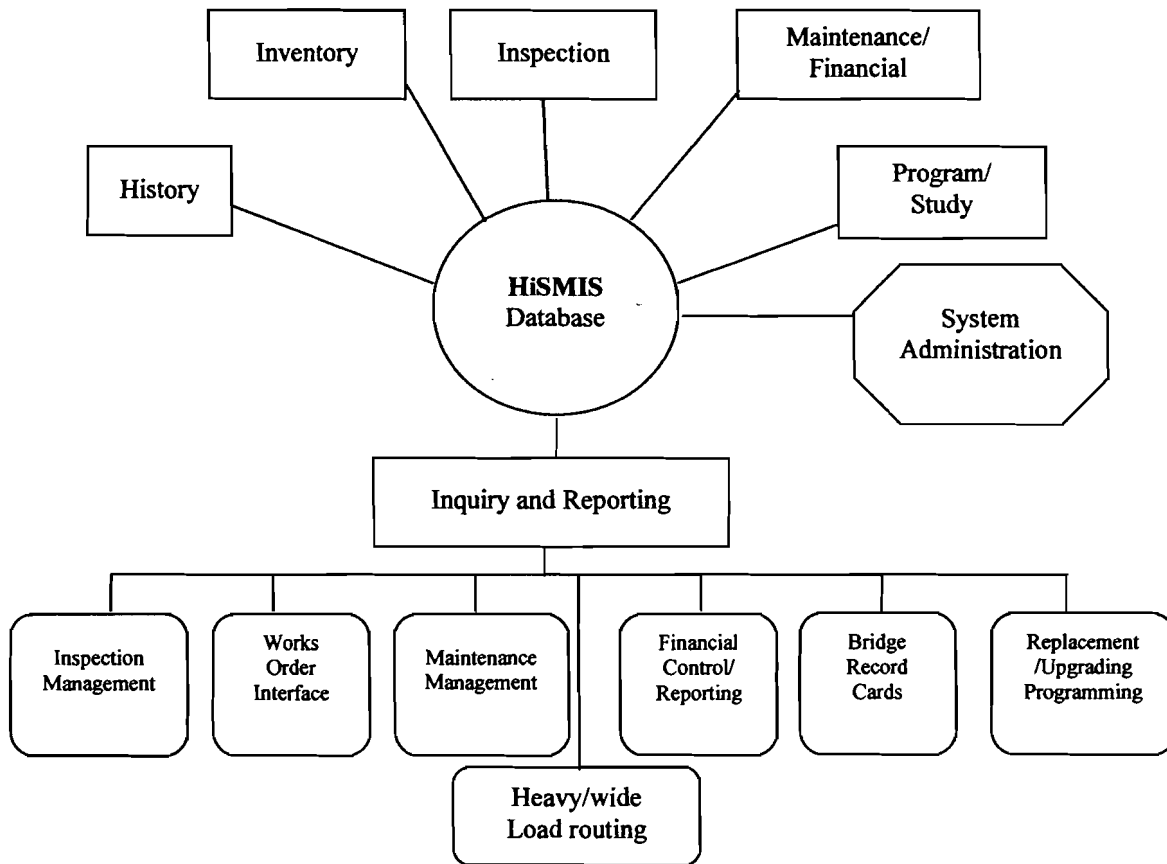 Inventory
Inspection
Maintenance/
Financial
History
Program/
Study
HiSMIS
Database
System
Administration
Inquiry and Reporting
Inspection
Management
Works
Order
Interface
Maintenance
Management
Financial
Control/
Reporting
Bridge
Record
Cards
Replacement
/Upgrading
Programming
Heavy/wide
Load routing